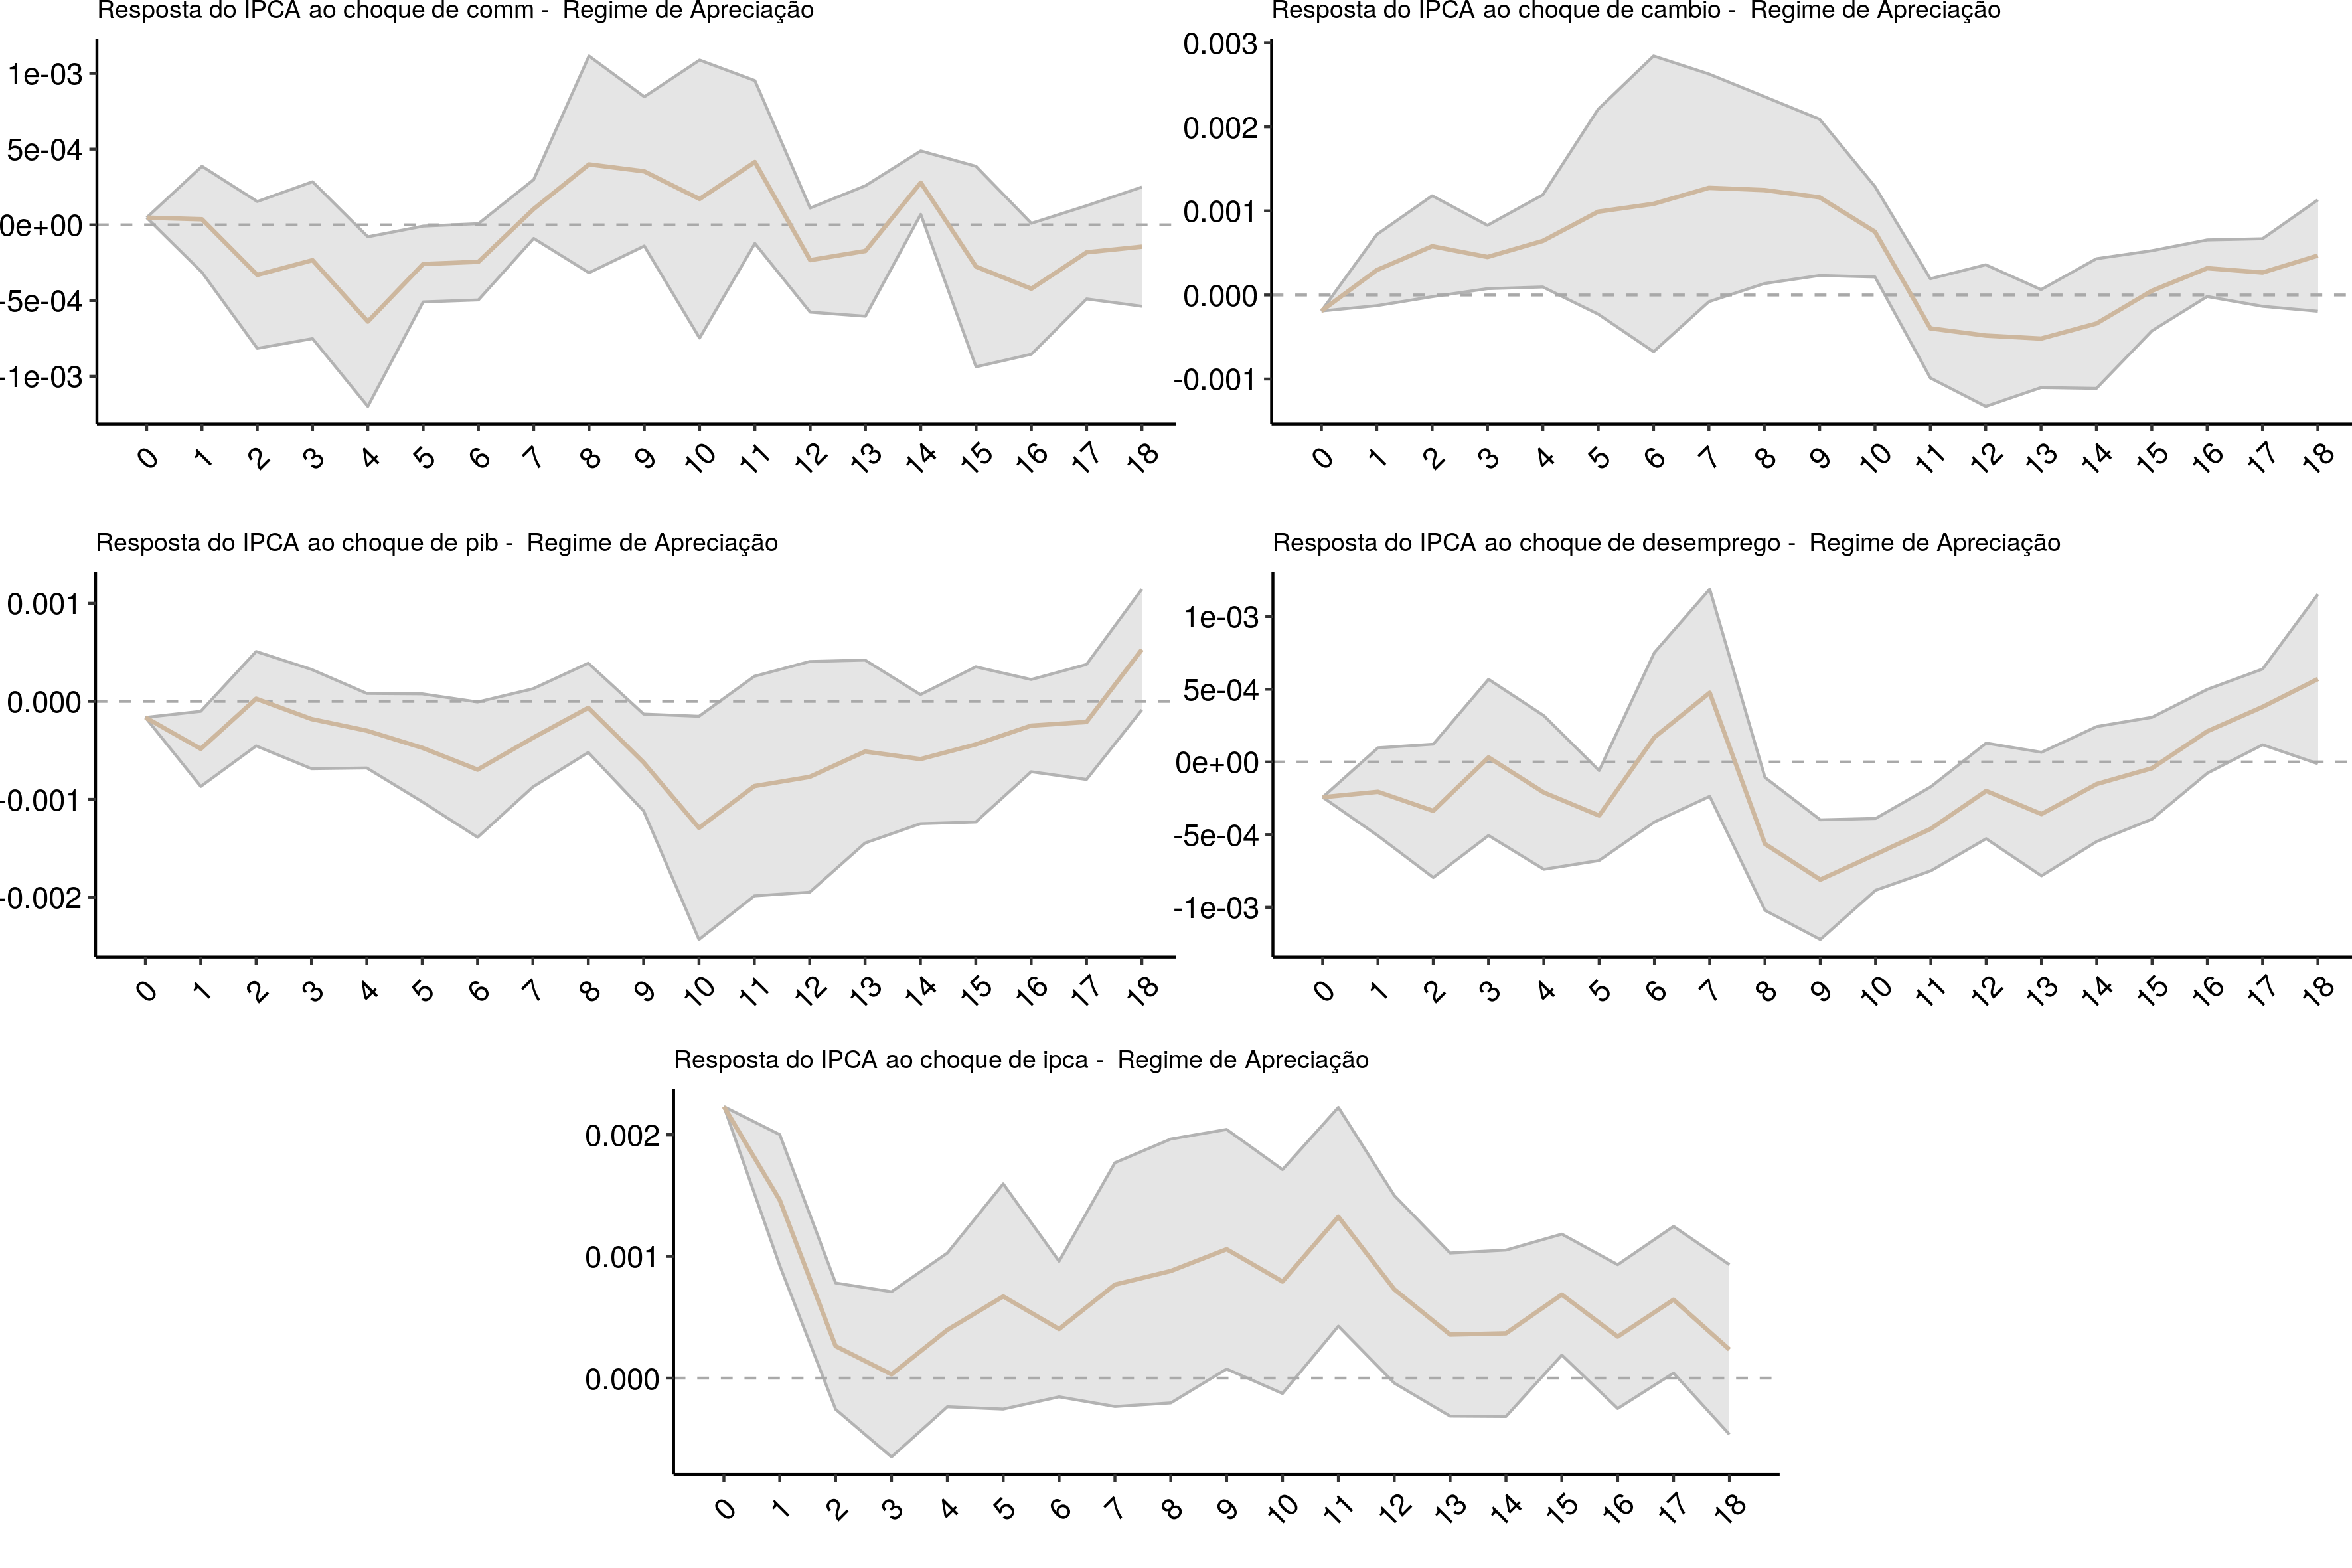 Resposta do IPCA ao choque de comm -  Regime de Apreciação
1e-03
5e-04
0e+00
-5e-04
-1e-03
0 1 2 3 4 5 6 7 8 9 10 11 12 13 14 15 16 17 18
Resposta do IPCA ao choque de cambio -  Regime de Apreciação
0.003
0.002
0.001
0.000
-0.001
0 1 2 3 4 5 6 7 8 9 10 11 12 13 14 15 16 17 18
Resposta do IPCA ao choque de pib -  Regime de Apreciação
0.001
0.000
-0.001
-0.002
0 1 2 3 4 5 6 7 8 9 10 11 12 13 14 15 16 17 18
Resposta do IPCA ao choque de desemprego -  Regime de Apreciação
1e-03
5e-04
0e+00
-5e-04
-1e-03
0 1 2 3 4 5 6 7 8 9 10 11 12 13 14 15 16 17 18
Resposta do IPCA ao choque de ipca -  Regime de Apreciação
0.002
0.001
0.000
0 1 2 3 4 5 6 7 8 9 10 11 12 13 14 15 16 17 18